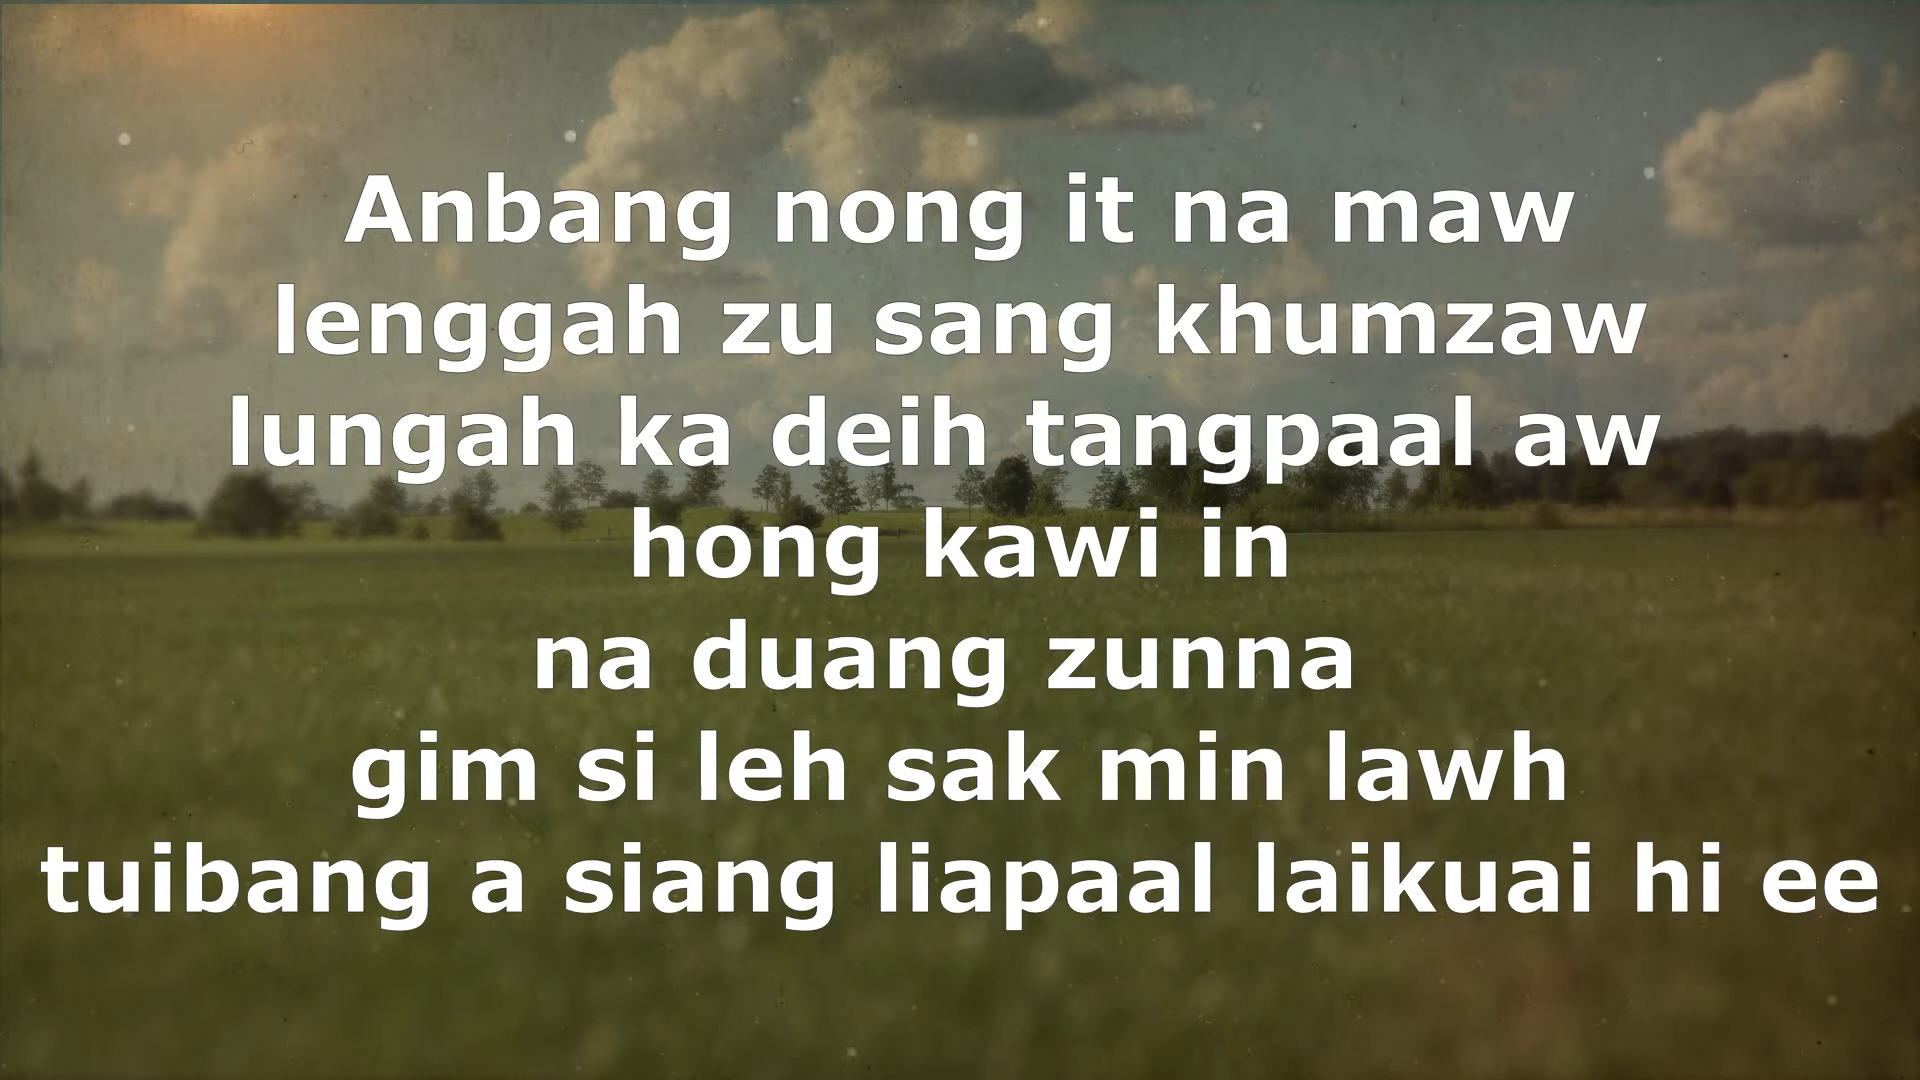 Anbang nong it na maw
lenggah zu sang khumzaw
lungah ka deih tangpaal aw
hong kawi in
na duang zunna
gim si leh sak min lawh
tuibang a siang liapaal laikuai hi ee